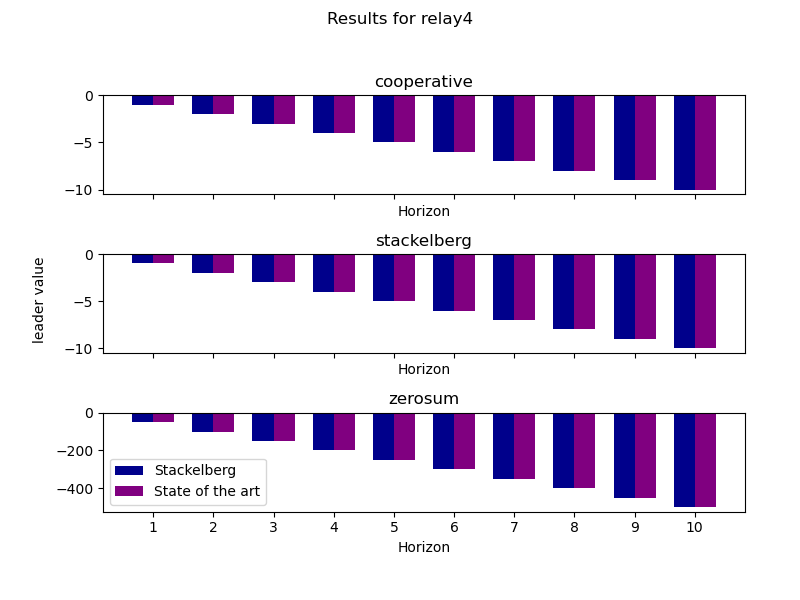 Results for relay4
cooperative
0
−5
−10
Horizon
stackelberg
leader value
0
−5
−10
Horizon
zerosum
0
−200
−400
Stackelberg
State of the art
1 2 3 4 5 6 7 8 9 10
Horizon